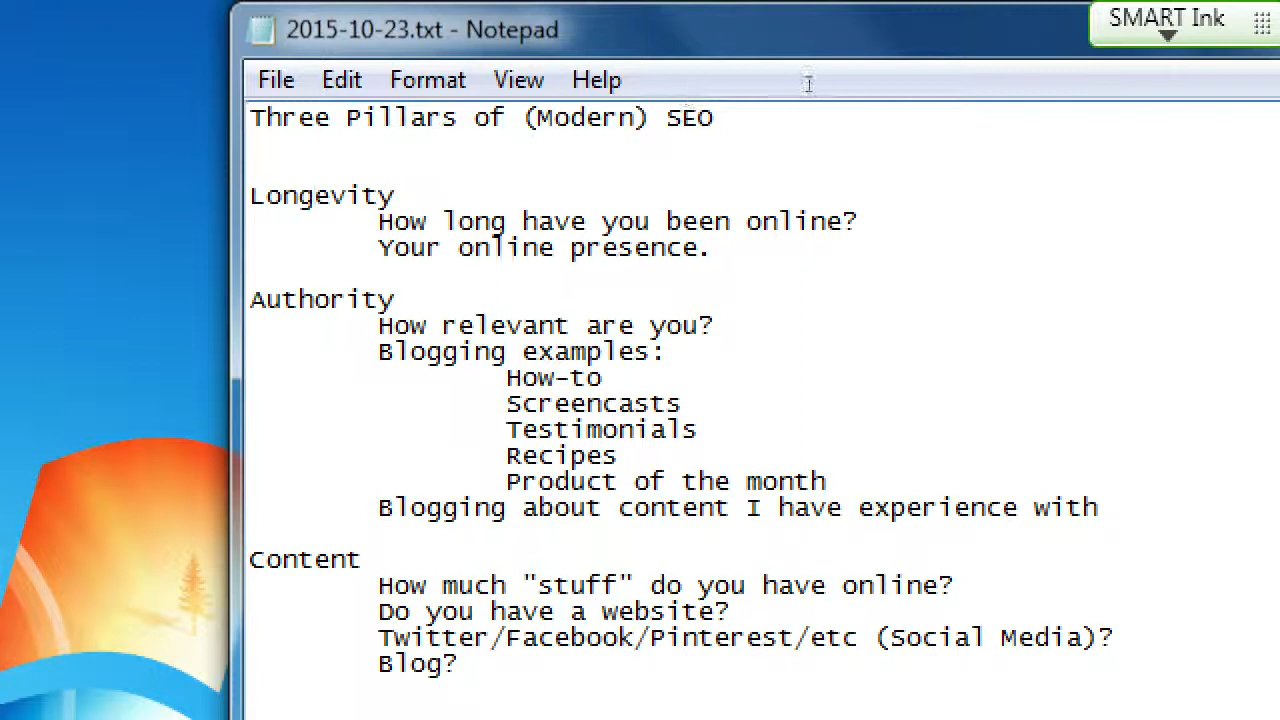 2015-10-23.txt - Notepad
SMART Ink
File Edit Format View Help
Three Pillars of (Modern) SEO
Longevity
How long have you been online?
Your online presence.
Authority
How relevant are you?
Blogging examples:
How-to
Screencasts
Testimonials
Recipes
Product of the month
Blogging about content I have experience with
Content
How much "stuff" do you have online?
Do you have a website?
Twitter/Facebook/Pinterest/etc (Social Media)?
Blog?